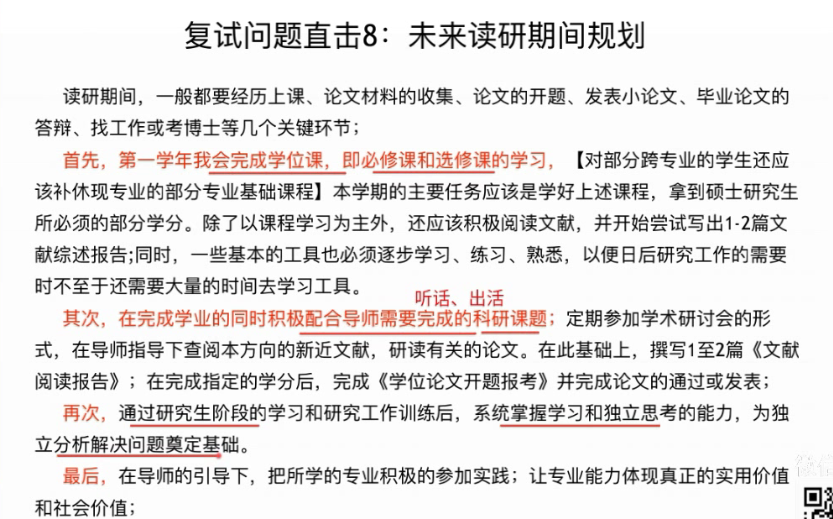 复试问题直击8：未来读研期间规划
读研期间，一般都要经历上课、论文材料的收集、论文的开题、发表小论文、毕业论文的
答辩、找工作或考博士等几个关键环节；
首先，第一学年我会完成学位课，即必修课和选修课的学习，【对部分跨专业的学生还应
该补休现专业的部分专业基础课程】本学期的主要任务应该是学好上述课程，拿到硕士研究生
所必须的部分学分。除了以课程学习为主外，还应该积极阅读文献，并开始尝试写出1-2篇文
献综述报告;同时，一些基本的工具也必须逐步学习、练习、熟悉，以便日后研究工作的需要
时不至于还需要大量的时间去学习工具。
听话、出活
其次，在完成学业的同时积极配合导师需要完成的科研课题；定期参加学术研讨会的形
式，在导师指导下查阅本方向的新近文献，研读有关的论文。在此基础上，撰写1至2篇《文献
阅读报告》；在完成指定的学分后，完成《学位论文开题报考》并完成论文的通过或发表；
再次，通过研究生阶段的学习和研究工作训练后，系统掌握学习和独立思考的能力，为独
立分析解决问题奠定基础。
最后，在导师的引导下，把所学的专业积极的参加实践；让专业能力体现真正的实用价值
和社会价值；